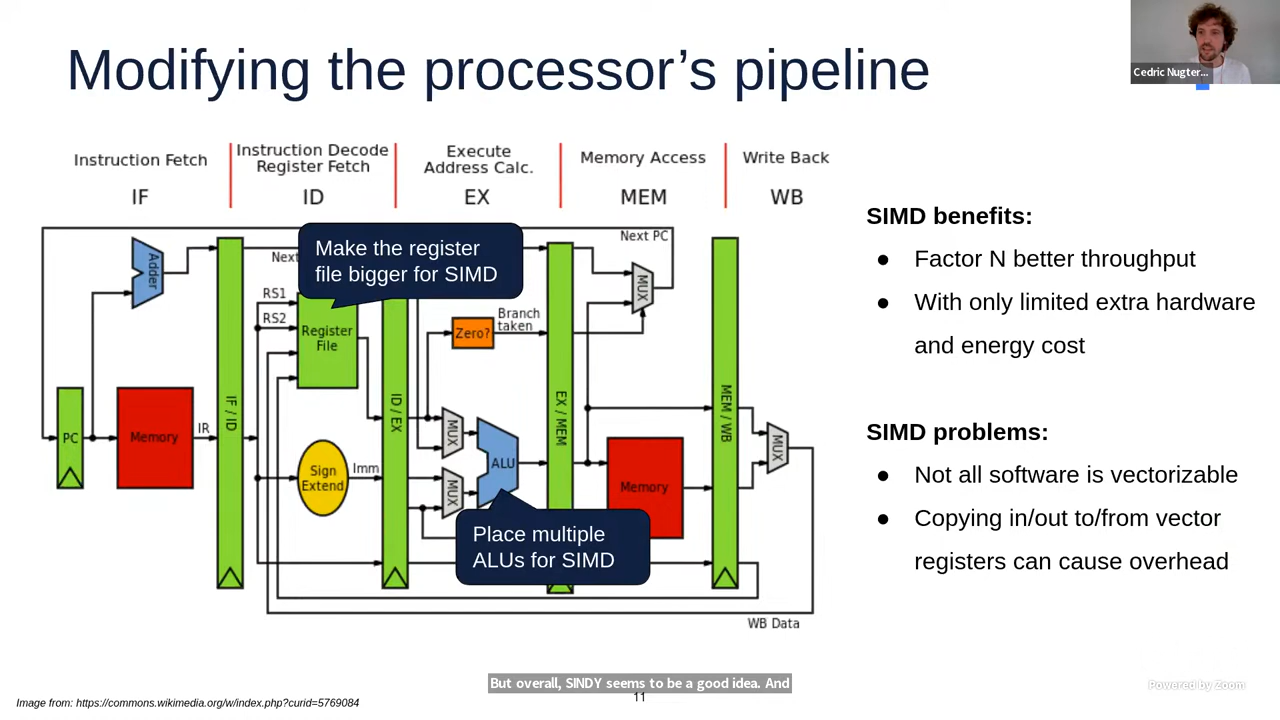 Modifying the processor’s pipeline
Cedric Nugter...
Instruction Fetch
IF
Instruction Decode
Register Fetch
ID
Execute
Address Calc.
EX
Memory Access
MEM
Write Back
WB
Make the register
file bigger for SIMD
Next PC
Next
Adder
RS1
RS2
Register
File
Zero?
Branch
taken
MUX
PC
Memory
IR
IF / ID
Sign
Extend
Imm
ID / EX
MUX
MUX
ALU
EX / MEM
Memory
MEM / WB
MUX
Place multiple
ALUs for SIMD
WB Data
SIMD benefits:
● Factor N better throughput
● With only limited extra hardware
and energy cost
SIMD problems:
● Not all software is vectorizable
● Copying in/out to/from vector
registers can cause overhead
But overall, SINDY seems to be a good idea. And
11
Powered by Zoom
Image from: https://commons.wikimedia.org/w/index.php?curid=5769084